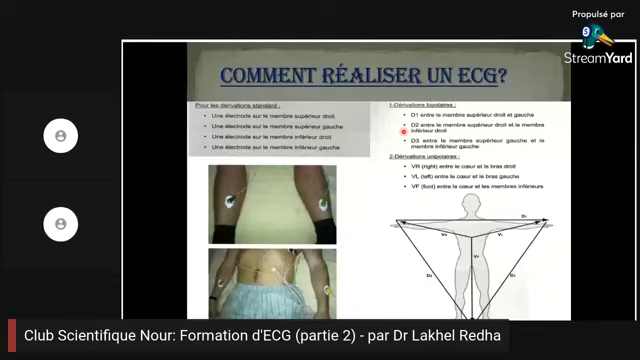 Propulsé par
StreamYard
COMMENT RÉALISER UN ECG?
Pour les dérivations standard :
• Une électrode sur le membre supérieur droit
• Une électrode sur le membre supérieur gauche
• Une électrode sur le membre inférieur droit
• Une électrode sur le membre inférieur gauche
1-Dérivations bipolaires :
• D1 entre le membre supérieur droit et gauche
• D2 entre le membre supérieur droit et le membre
inférieur droit
• D3 entre le membre supérieur gauche et le
membre inférieur gauche
2-Dérivations unipolaires :
• VR (right) entre le cœur et le bras droit
• VL (left) entre le cœur et le bras gauche
• VF (foot) entre le cœur et les membres inférieurs
Club Scientifique Nour: Formation d'ECG (partie 2) - par Dr Lakhel Redha